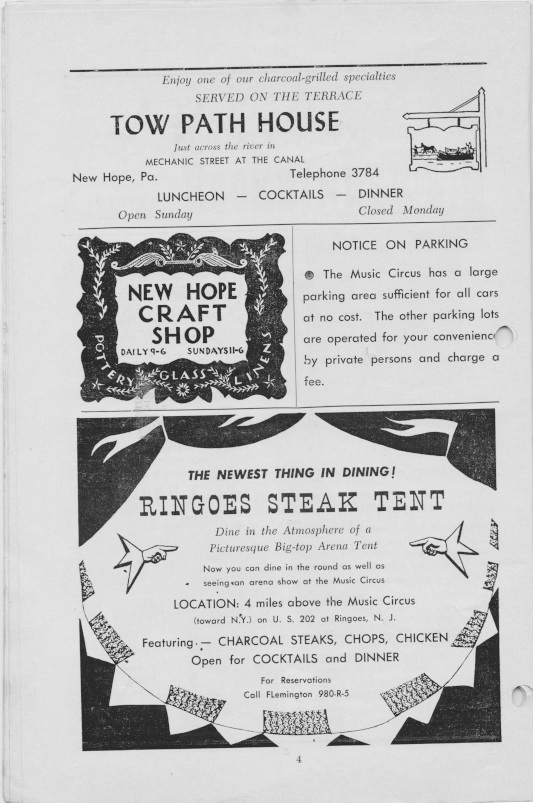 Enjoy one of our charcoal-grilled specialties
SERVED ON THE TERRACE
TOW PATH HOUSE
Just across the river in
MECHANIC STREET AT THE CANAL
New Hope, Pa.
Telephone 3784
LUNCHEON — COCKTAILS — DINNER
Open Sunday
Closed Monday
NEW HOPE
CRAFT
SHOP
DAILY 9-6 SUNDAYS 11-6
POTTERY GLASS LINENS
NOTICE ON PARKING
The Music Circus has a large
parking area sufficient for all cars
at no cost. The other parking lots
are operated for your convenience
by private persons and charge a
fee.
THE NEWEST THING IN DINING!
RINGOES STEAK TENT
Dine in the Atmosphere of a
Picturesque Big-top Arena Tent
Now you can dine in the round as well as
seeing an arena show at the Music Circus
LOCATION: 4 miles above the Music Circus
(toward N.Y.) on U. S. 202 at Ringoes, N. J.
Featuring — CHARCOAL STEAKS, CHOPS, CHICKEN
Open for COCKTAILS and DINNER
For Reservations
Call FLemington 980-R-5
4